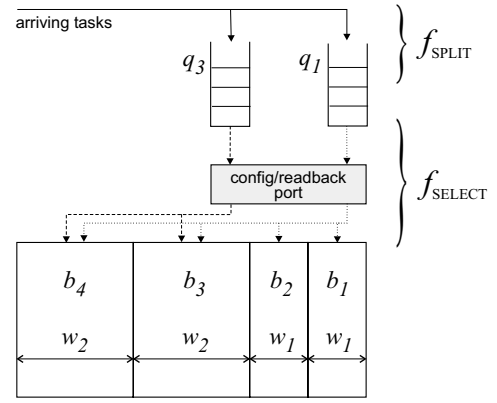 arriving tasks
q3
q1
fSPLIT
config/readback
port
fSELECT
b4
b3
b2
b1
w2
w2
w1
w1